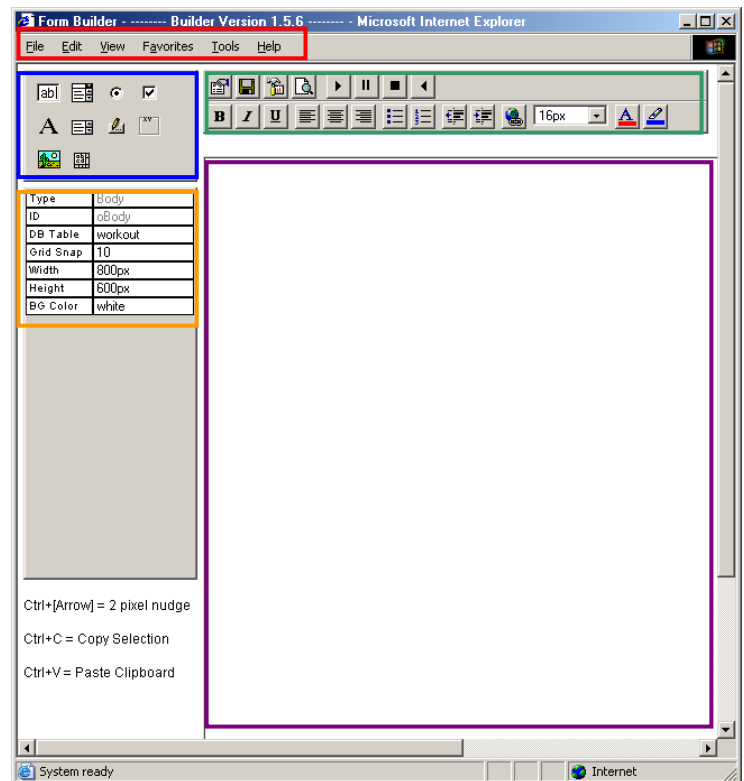 Form Builder - -------- Builder Version 1.5.6 -------- - Microsoft Internet Explorer
File Edit View Favorites Tools Help
ab|
A
XY
B I U 16px A
Type Body
ID oBody
DB Table workout
Grid Snap 10
Width 800px
Height 600px
BG Color white
Ctrl+[Arrow] = 2 pixel nudge
Ctrl+C = Copy Selection
Ctrl+V = Paste Clipboard
System ready Internet